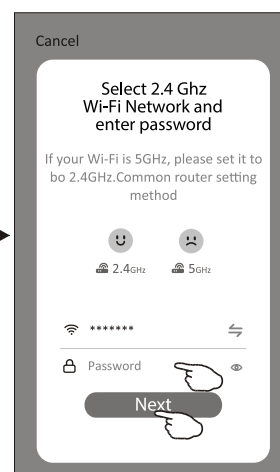 Cancel
Select 2.4 Ghz
Wi-Fi Network and
enter password
If your Wi-Fi is 5GHz, please set it to
bo 2.4GHz.Common router setting
method
2.4GHz 5GHz
*******
Password
Next